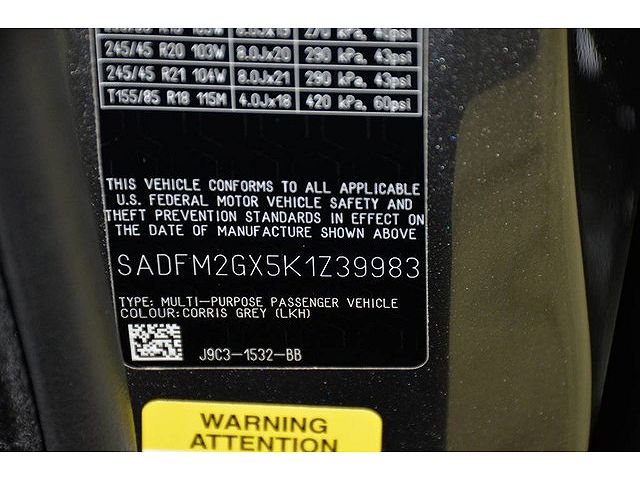 245/45 R20 103W 8.0Jx20 290 kPa, 43psi
245/45 R21 104W 8.0Jx21 290 kPa, 43psi
T155/85 R18 115M 4.0Jx18 420 kPa, 60psi
THIS VEHICLE CONFORMS TO ALL APPLICABLE
U.S. FEDERAL MOTOR VEHICLE SAFETY AND
THEFT PREVENTION STANDARDS IN EFFECT ON
THE DATE OF MANUFACTURE SHOWN ABOVE
SADFM2GX5K1Z39983
TYPE: MULTI-PURPOSE PASSENGER VEHICLE
COLOUR:CORRIS GREY (LKH)
J9C3-1532-BB
WARNING
ATTENTION